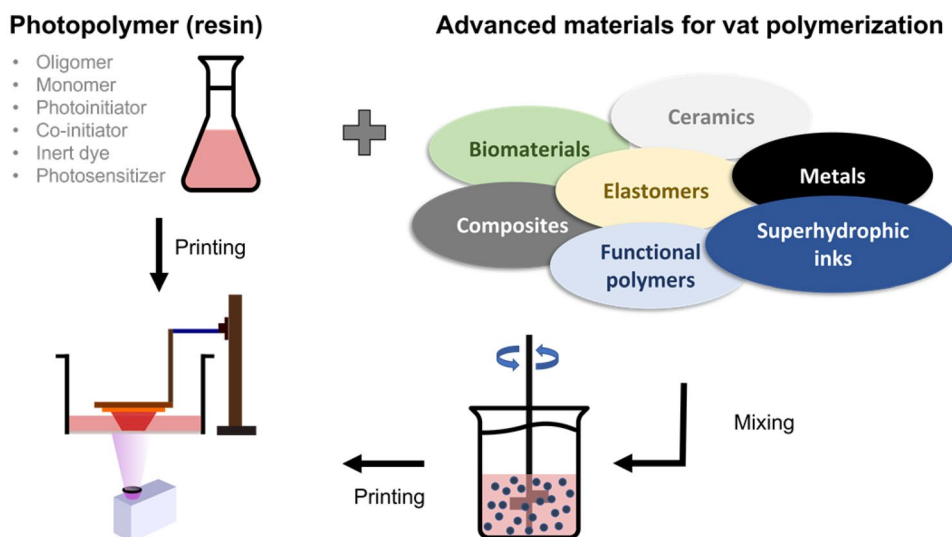 Photopolymer (resin)
• Oligomer
• Monomer
• Photoinitiator
• Co-initiator
• Inert dye
• Photosensitizer
Printing
Advanced materials for vat polymerization
Ceramics
Biomaterials
Elastomers
Metals
Composites
Functional
polymers
Superhydrophic
inks
Mixing
Printing